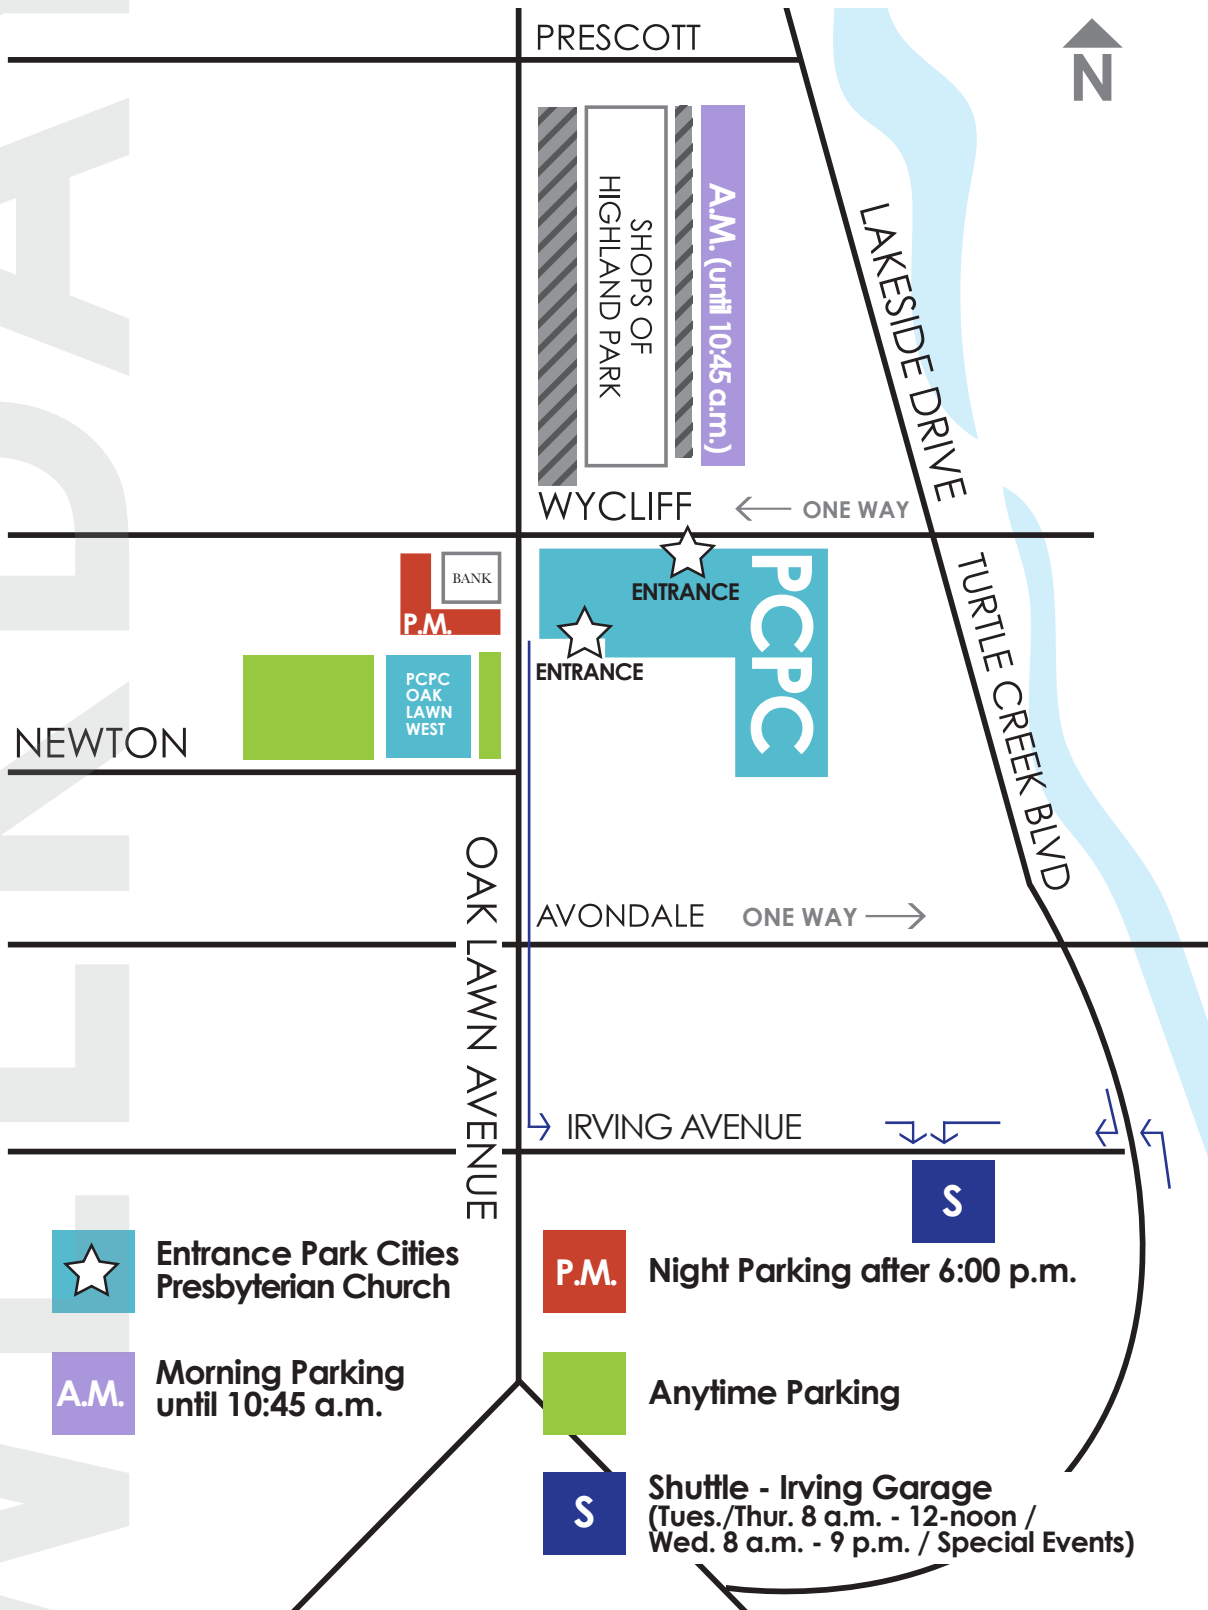 PRESCOTT
N
SHOPS OF
HIGHLAND PARK
A.M. (until 10:45 a.m.)
LAKESIDE DRIVE
WYCLIFF
ONE WAY
BANK
P.M.
ENTRANCE
PCPC
ENTRANCE
TURTLE CREEK BLVD
PCPC
OAK
LAWN
WEST
NEWTON
OAK LAWN AVENUE
AVONDALE
ONE WAY
IRVING AVENUE
S
Entrance Park Cities
Presbyterian Church
P.M.
Night Parking after 6:00 p.m.
A.M.
Morning Parking
until 10:45 a.m.
Anytime Parking
S
Shuttle - Irving Garage
(Tues./Thur. 8 a.m. - 12-noon /
Wed. 8 a.m. - 9 p.m. / Special Events)